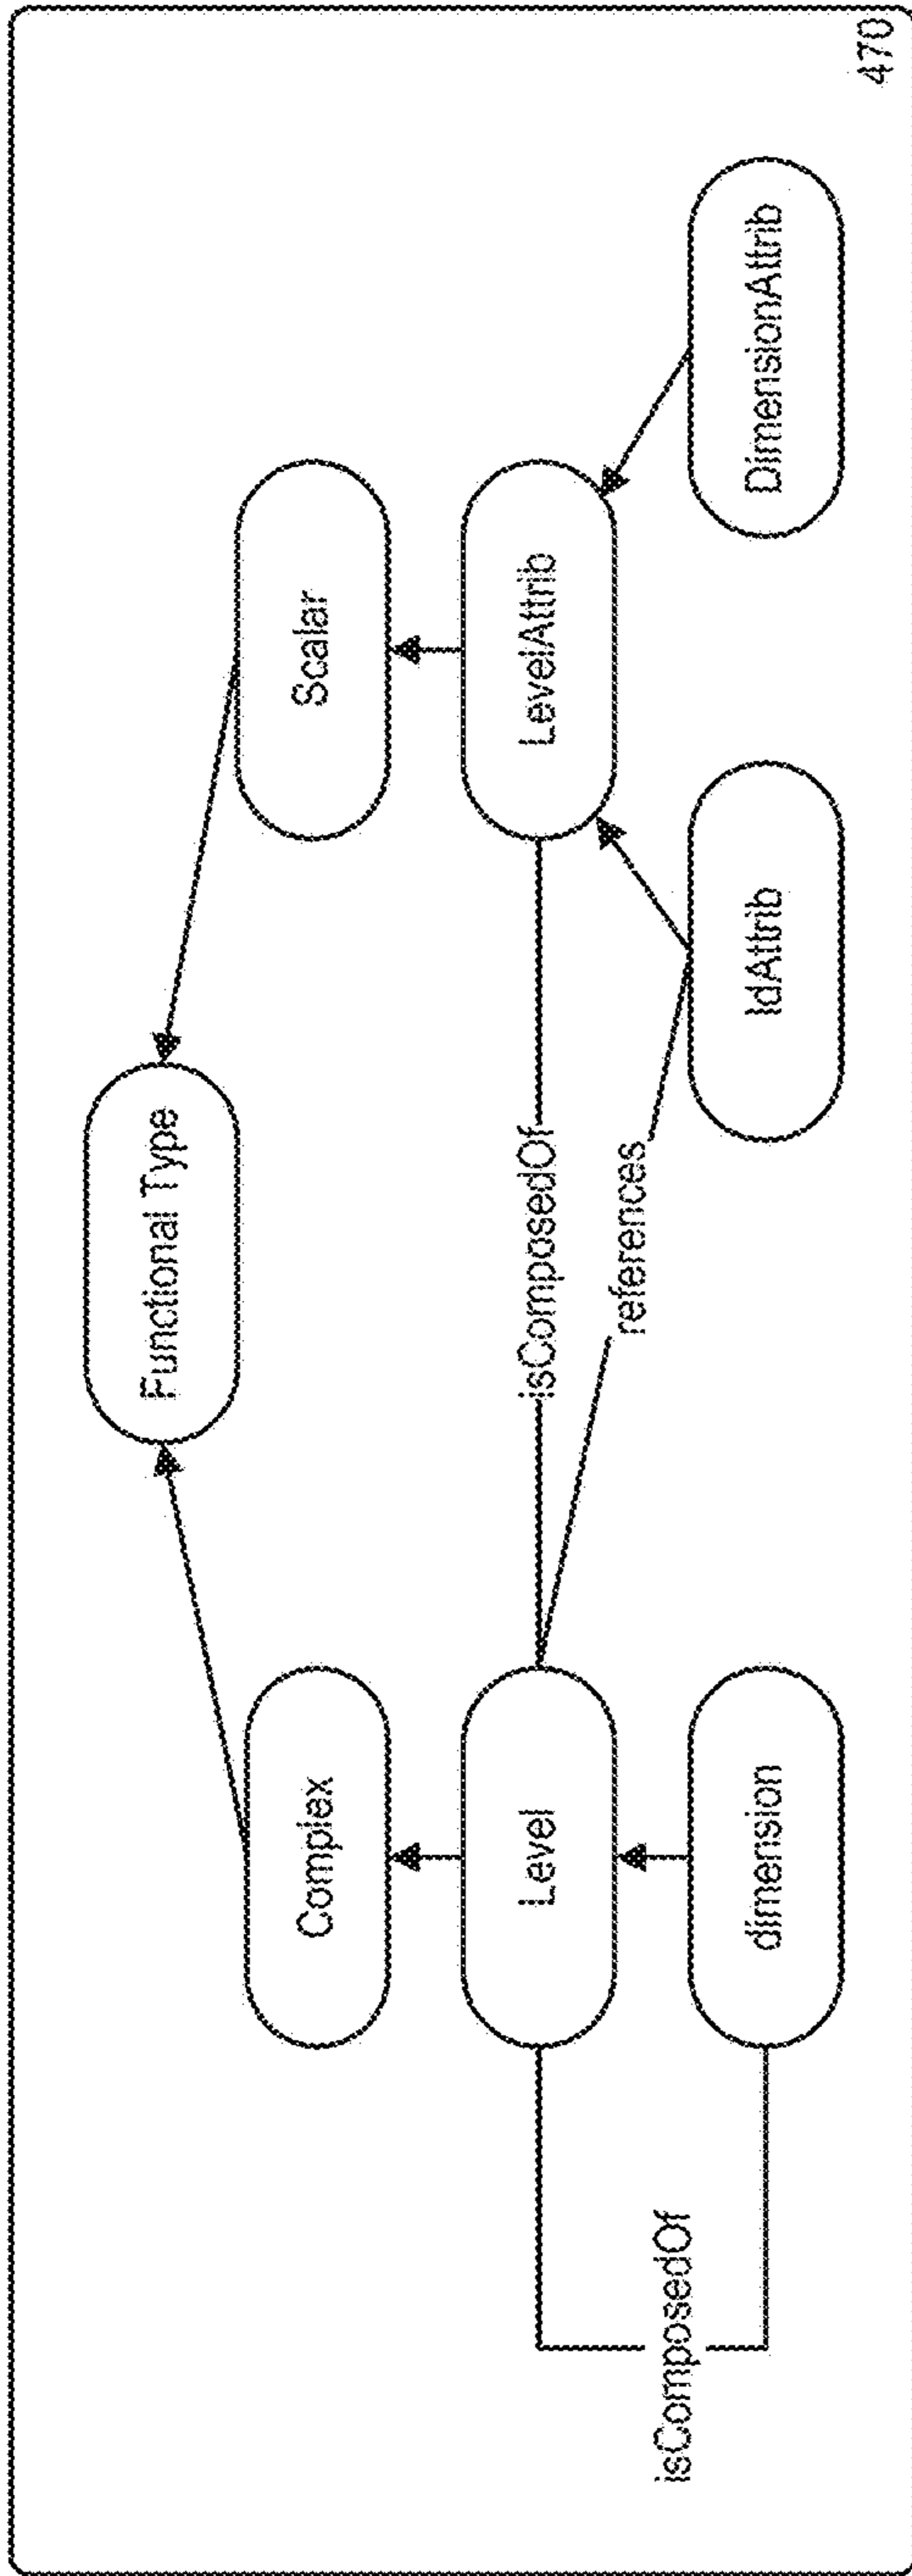 470
Functional Type
Complex
Scalar
Level
isComposedOf
LevelAttrib
references
isComposedOf
dimension
IdAttrib
DimensionAttrib